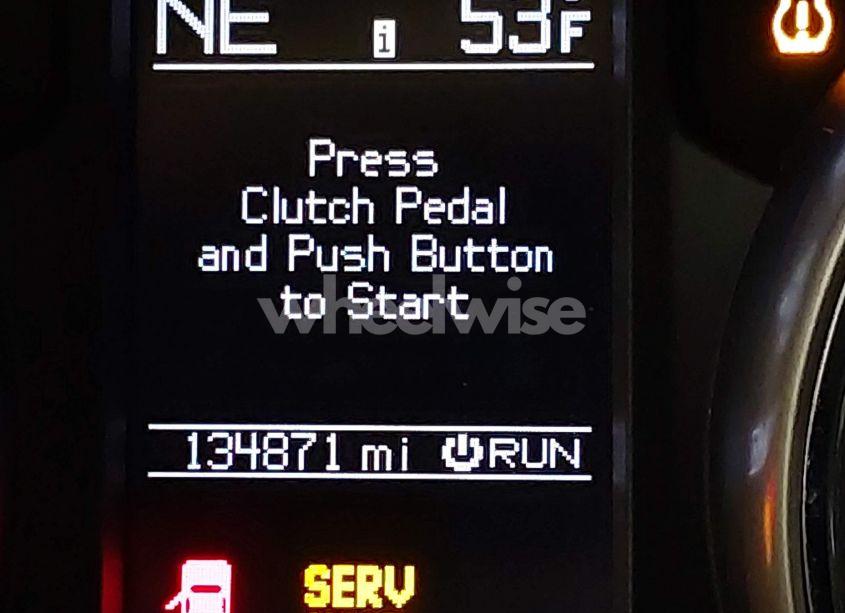 NE i 53°F
Press
Clutch Pedal
and Push Button
to Start
wheelwise
134871 mi RUN
SERV